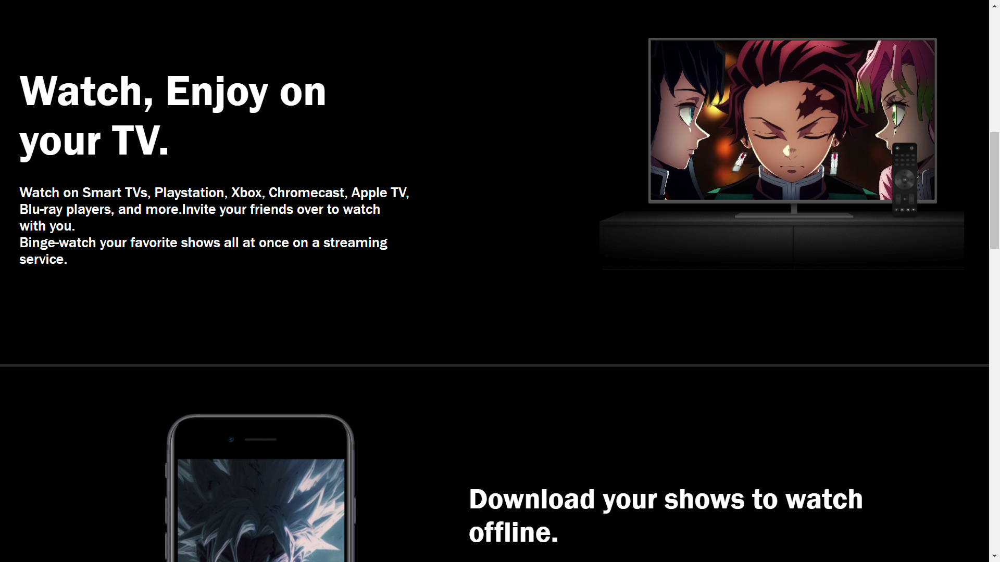 Watch, Enjoy on
your TV.
Watch on Smart TVs, Playstation, Xbox, Chromecast, Apple TV,
Blu-ray players, and more.Invite your friends over to watch
with you.
Binge-watch your favorite shows all at once on a streaming
service.
Download your shows to watch
offline.